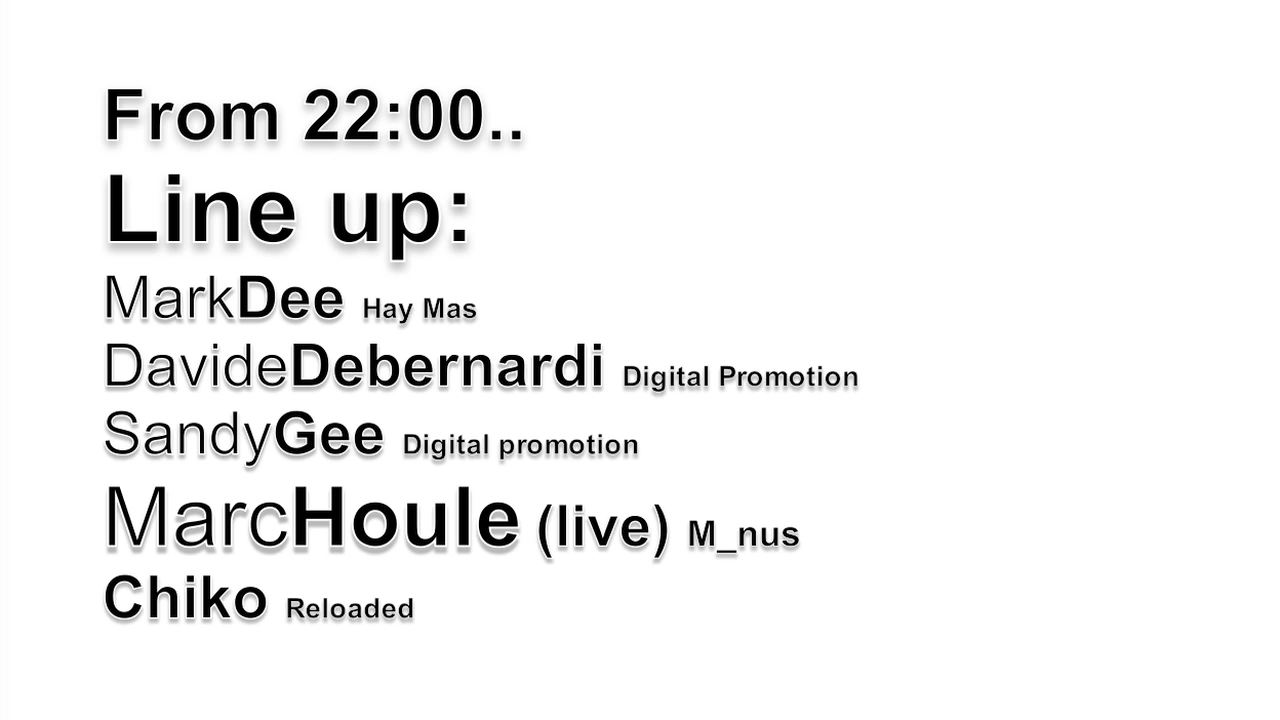 From 22:00..
Line up:
MarkDee Hay Mas
DavideDebernardi Digital Promotion
SandyGee Digital promotion
MarcHoule (live) M_nus
Chiko Reloaded